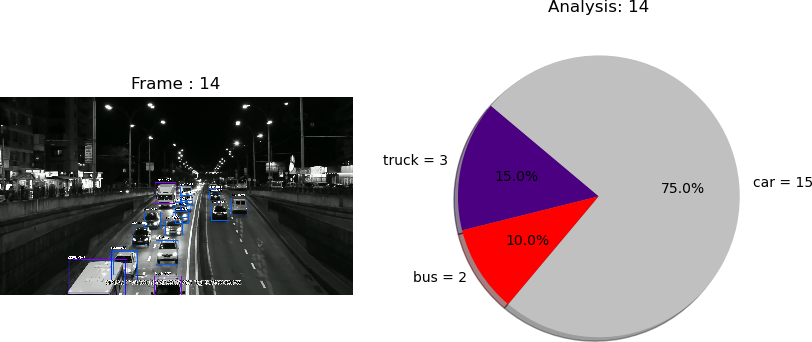 Analysis: 14
Frame : 14
truck = 3
15.0%
75.0%
car = 15
10.0%
bus = 2